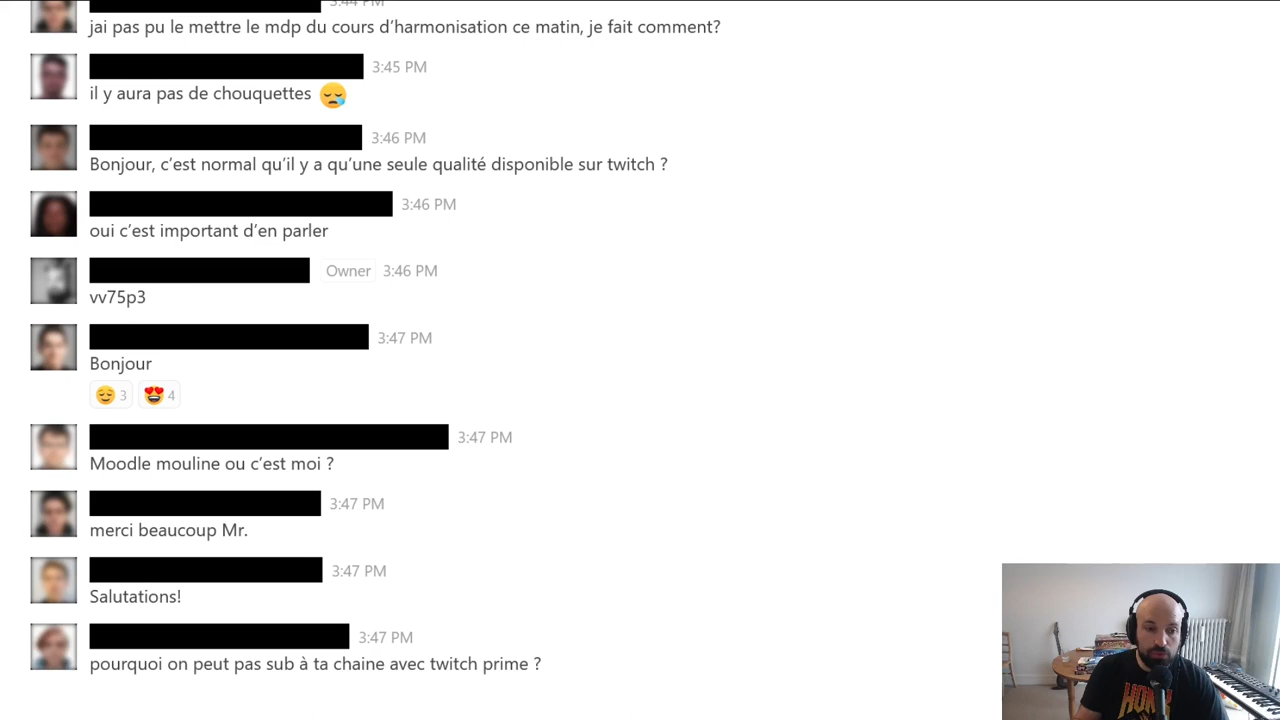 3:44 PM
jai pas pu le mettre le mdp du cours d'harmonisation ce matin, je fait comment?
3:45 PM
il y aura pas de chouquettes 😪
3:46 PM
Bonjour, c'est normal qu'il y a qu'une seule qualité disponible sur twitch ?
3:46 PM
oui c'est important d'en parler
Owner 3:46 PM
vv75p3
3:47 PM
Bonjour
😌 3 😍 4
3:47 PM
Moodle mouline ou c'est moi ?
3:47 PM
merci beaucoup Mr.
3:47 PM
Salutations!
3:47 PM
pourquoi on peut pas sub à ta chaine avec twitch prime ?